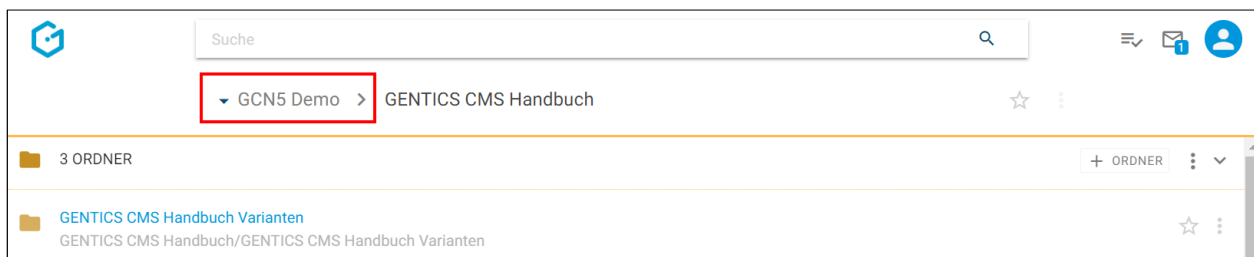 Suche
1
GCN5 Demo > GENTICS CMS Handbuch
3 ORDNER
+ ORDNER
GENTICS CMS Handbuch Varianten
GENTICS CMS Handbuch/GENTICS CMS Handbuch Varianten